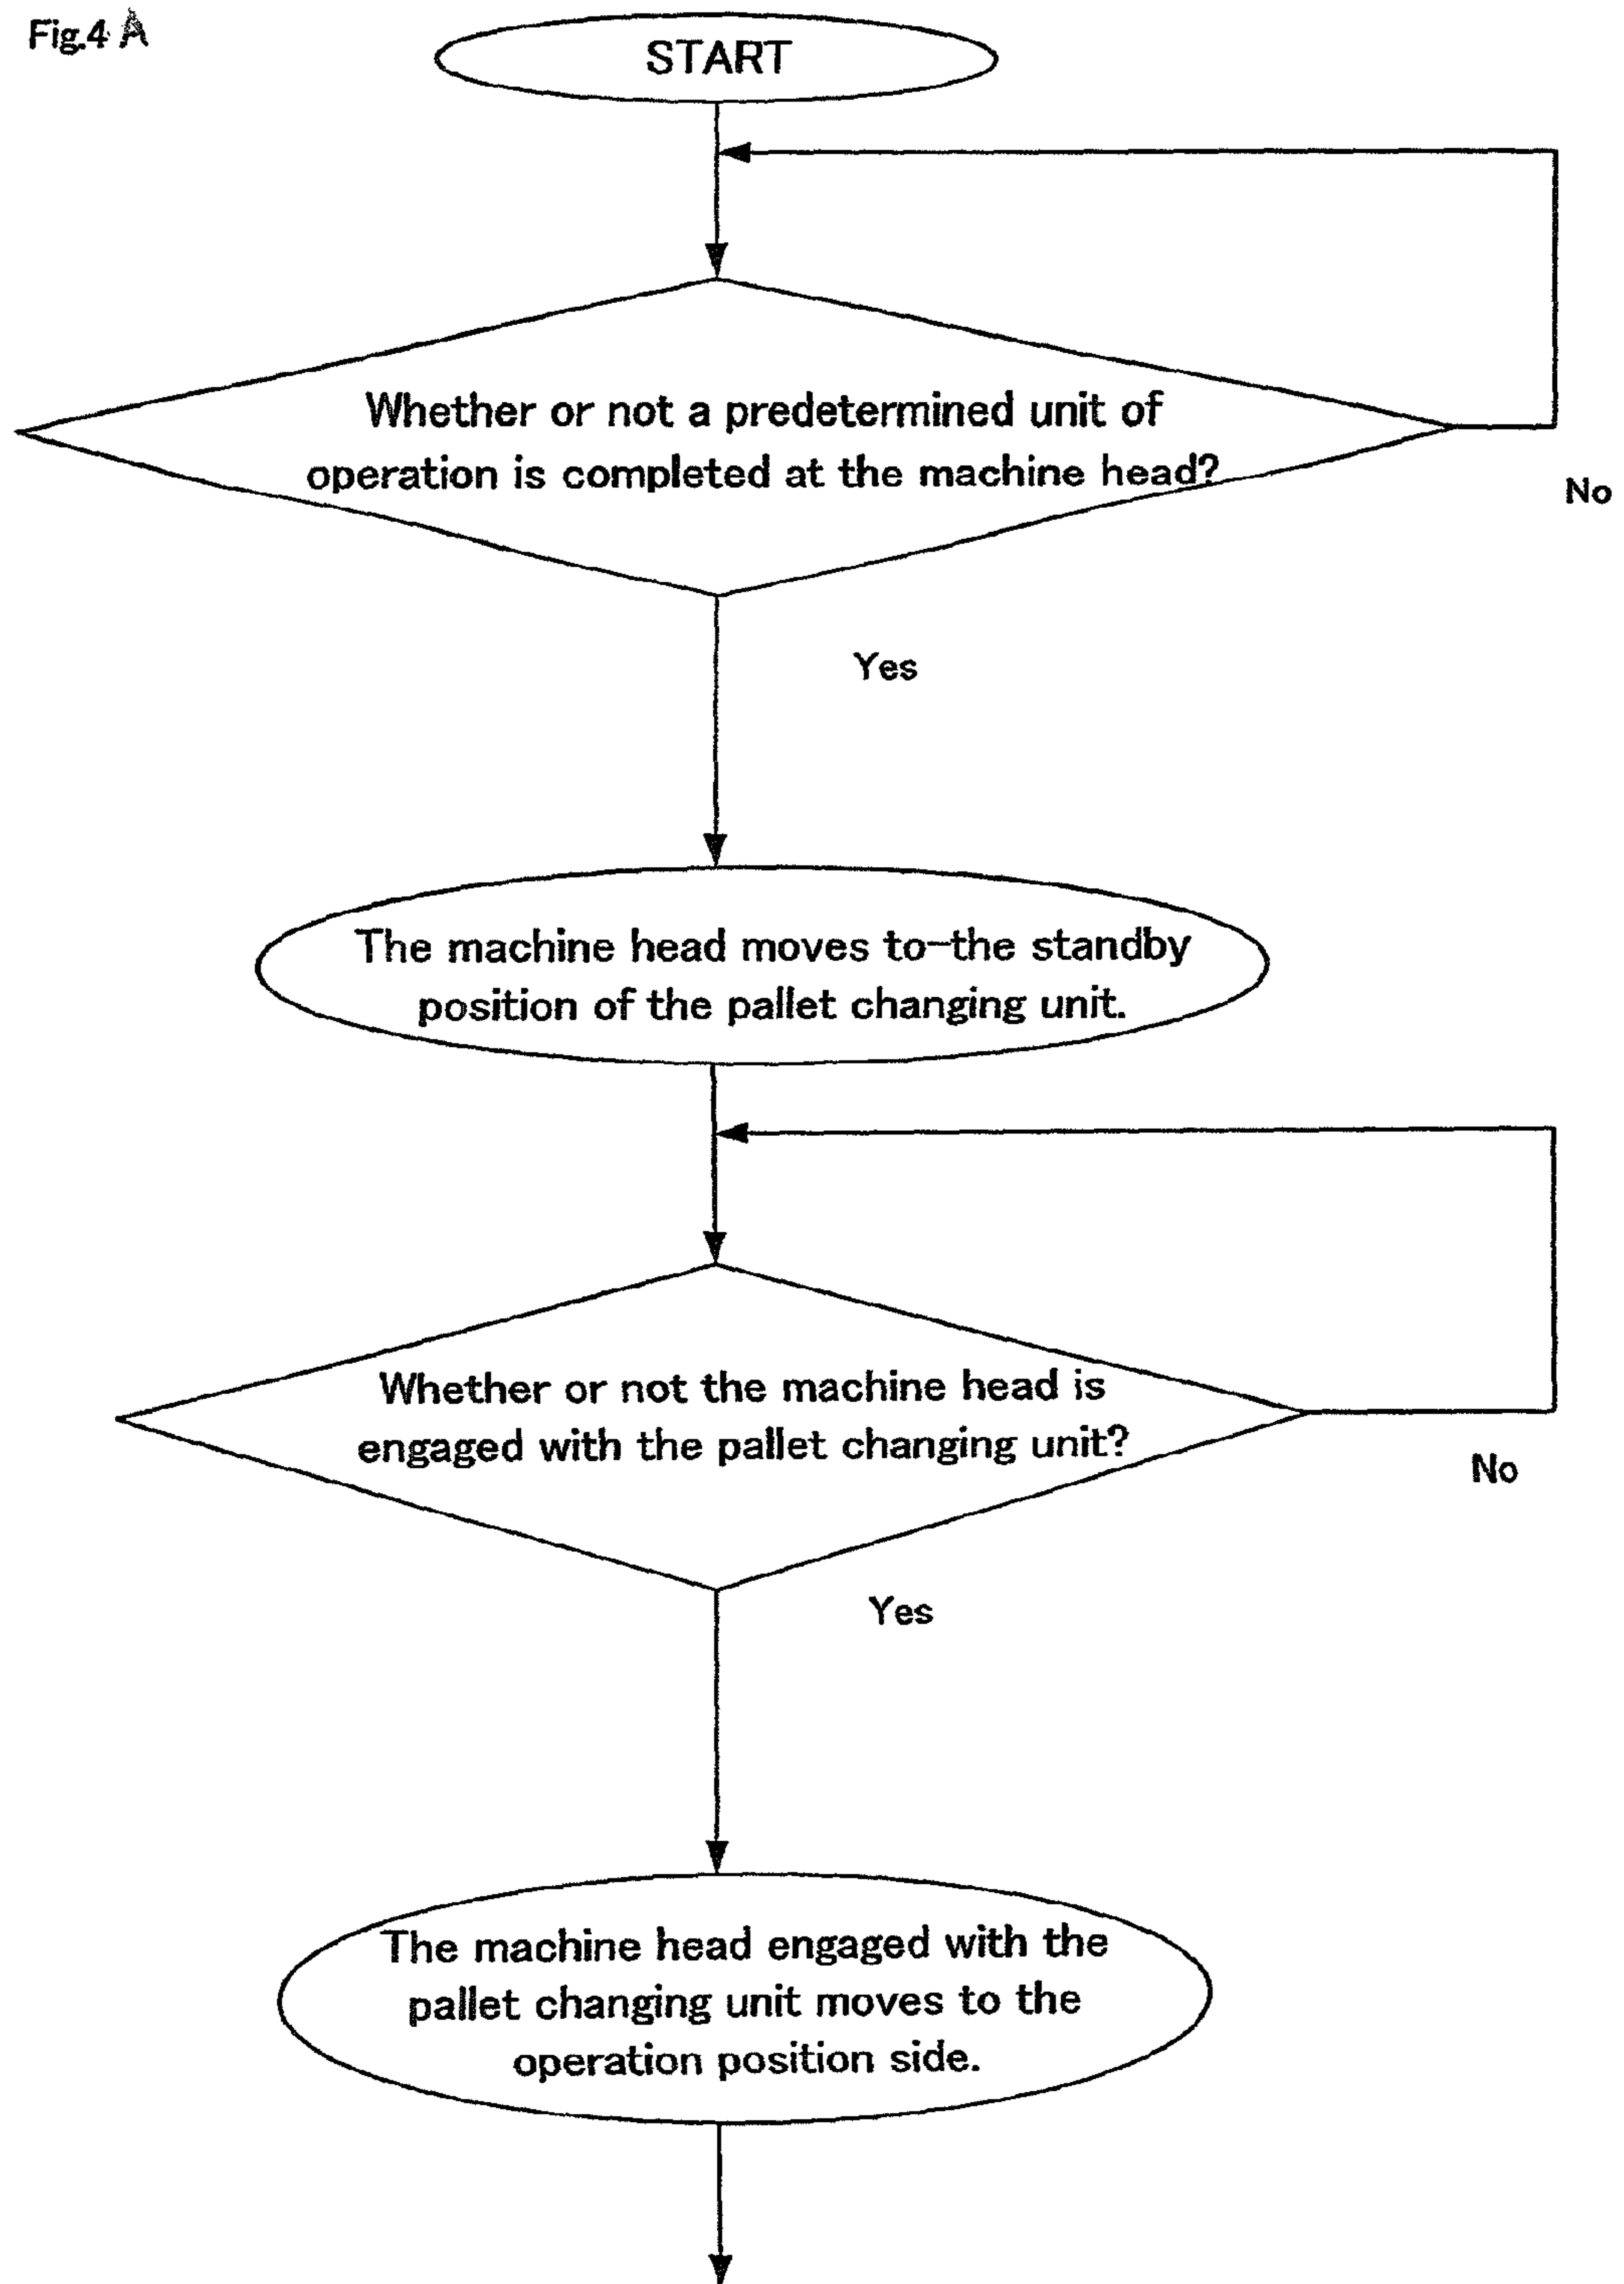 Fig.4 A
START
Whether or not a predetermined unit of
operation is completed at the machine head?
No
Yes
The machine head moves to-the standby
position of the pallet changing unit.
Whether or not the machine head is
engaged with the pallet changing unit?
No
Yes
The machine head engaged with the
pallet changing unit moves to the
operation position side.